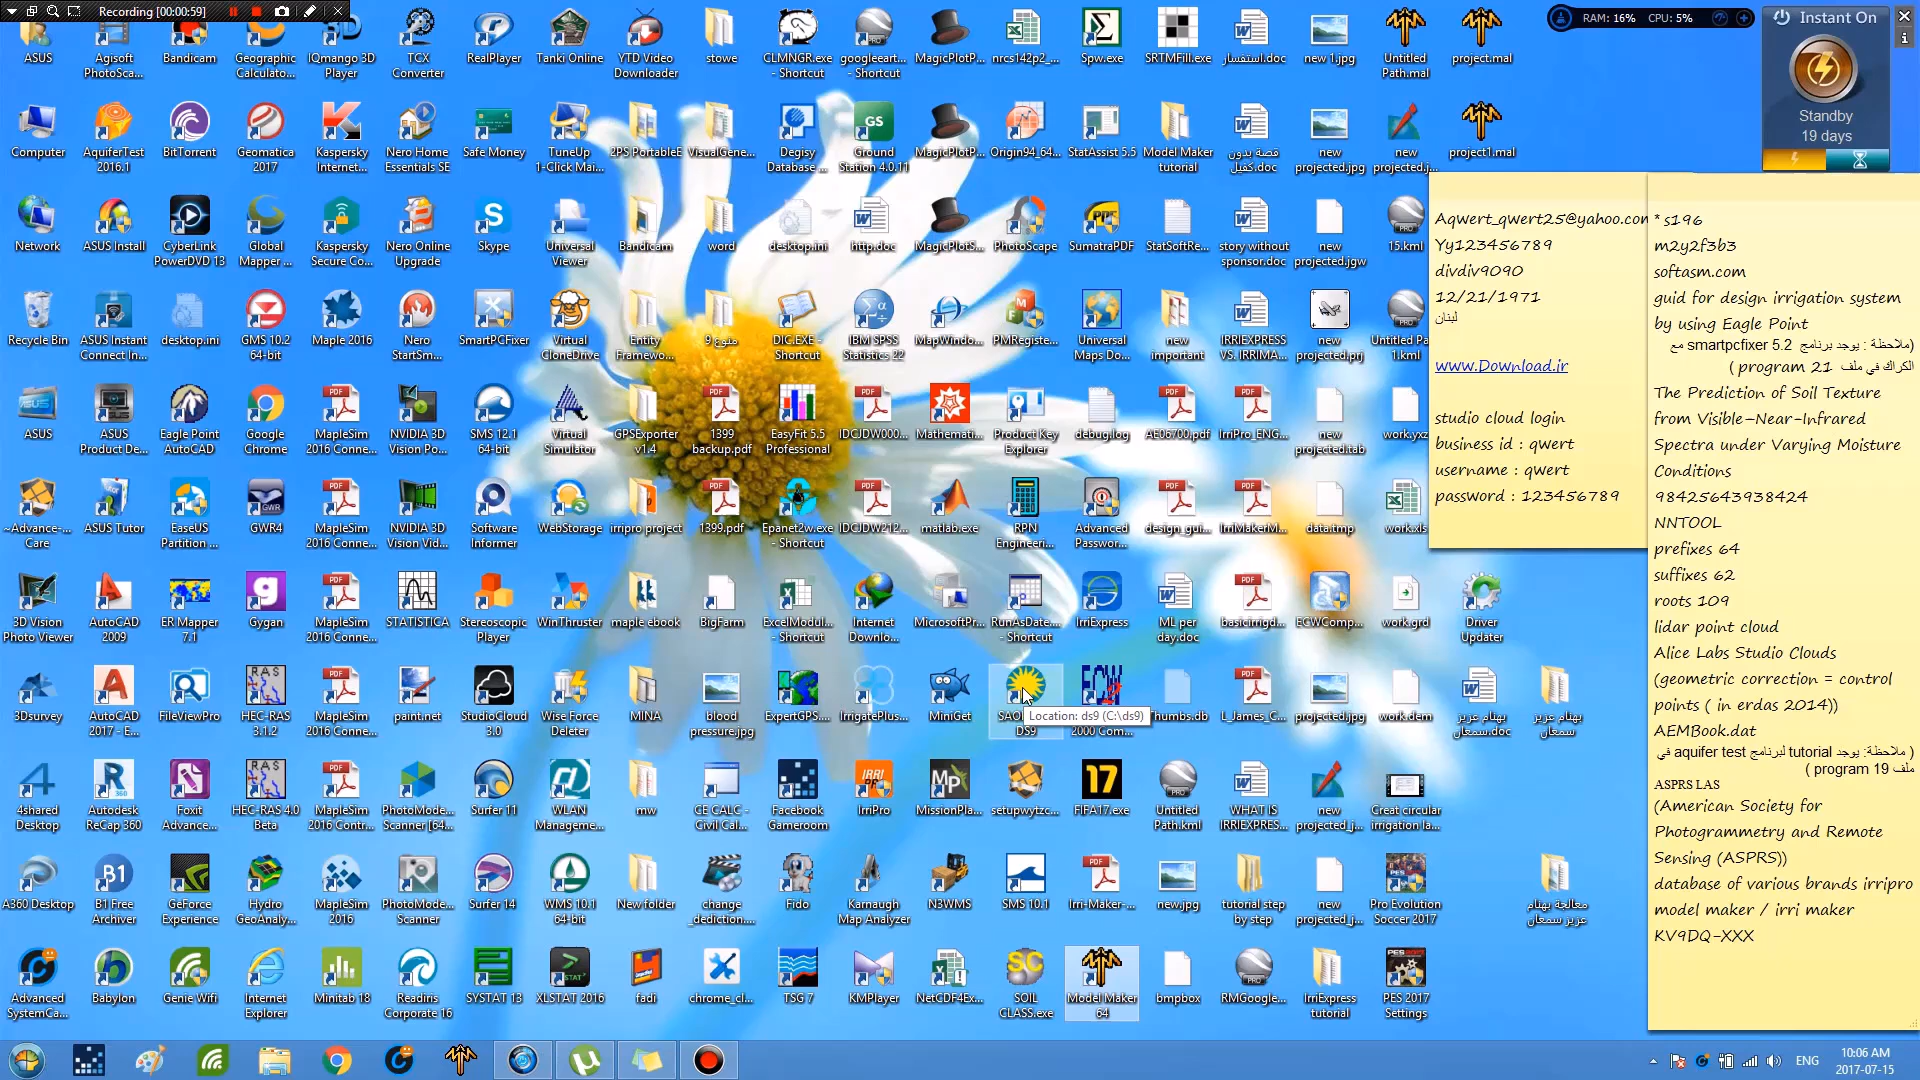 Recording [00:00:59]
RAM: 16% CPU: 5%
Instant On
Standby
19 days
ASUS
Agisoft PhotoSca...
Bandicam
Geographic Calculato...
IQmango 3D Player
TCX Converter
RealPlayer
Tanki Online
YTD Video Downloader
stowe
CLMNGR.exe - Shortcut
googleeart... - Shortcut
MagicPlotP...
nrcs142p2_...
Spw.exe
SRTMFill.exe
استفسار.doc
new 1.jpg
Untitled Path.mal
project.mal
Computer
AquiferTest 2016.1
BitTorrent
Geomatica 2017
Kaspersky Internet...
Nero Home Essentials SE
Safe Money
TuneUp 1-Click Mai...
2PS PortableE
VisualGene...
Degisy Database ...
Ground Station 4.0.11
MagicPlotP...
Origin94_64...
StatAssist 5.5
Model Maker tutorial
قصة بدون كفيل.doc
new projected.jpg
new projected.j...
project1.mal
Network
ASUS Install
CyberLink PowerDVD 13
Global Mapper ...
Kaspersky Secure Co...
Nero Online Upgrade
Skype
Universal Viewer
Bandicam
word
desktop.ini
http.doc
MagicPlotS...
PhotoScape
SumatraPDF
StatSoftRe...
story without sponsor.doc
new projected.jgw
15.kml
Recycle Bin
ASUS Instant Connect In...
desktop.ini
GMS 10.2 64-bit
Maple 2016
Nero StartSm...
SmartPCFixer
Virtual CloneDrive
Entity Framewo...
منوع 9
DIC.EXE - Shortcut
IBM SPSS Statistics 22
MapWindo...
PMRegiste...
Universal Maps Do...
new important
IRRIEXPRESS VS. IRRIMA...
new projected.prj
Untitled Pa 1.kml
ASUS
ASUS Product De...
Eagle Point AutoCAD
Google Chrome
MapleSim 2016 Conne...
NVIDIA 3D Vision Po...
SMS 12.1 64-bit
Virtual Simulator
GPSExporter v1.4
1399 backup.pdf
EasyFit 5.5 Professional
IDCJDW000...
Mathemati...
Product Key Explorer
debug.log
AE06700.pdf
IrriPro_ENG...
new projected.tab
work.yxz
~Advance-... Care
ASUS Tutor
EaseUS Partition ...
GWR4
MapleSim 2016 Conne...
NVIDIA 3D Vision Vid...
Software Informer
WebStorage
irripro project
1399.pdf
Epanet2w.exe - Shortcut
IDCJDW212...
matlab.exe
RPN Engineeri...
Advanced Passwor...
design_gui...
IrriMakerM...
data.tmp
work.xls
3D Vision Photo Viewer
AutoCAD 2009
ER Mapper 7.1
Gygan
MapleSim 2016 Conne...
STATISTICA
Stereoscopic Player
WinThruster
maple ebook
BigFarm
ExcelModul... - Shortcut
Internet Downlo...
MicrosoftPr...
RunAsDate... - Shortcut
IrriExpress
ML per day.doc
basicirrigd...
ECWComp...
work.grd
Driver Updater
3Dsurvey
AutoCAD 2017 - E...
FileViewPro
HEC-RAS 3.1.2
MapleSim 2016 Conne...
paint.net
StudioCloud 3.0
Wise Force Deleter
MINA
blood pressure.jpg
ExpertGPS...
IrrigatePlus...
MiniGet
SAO DS9
Location: ds9 (C:\ds9)
2000 Com...
Thumbs.db
L_James_C...
projected.jpg
work.dem
بهنام عزيز سمعان.doc
بهنام عزيز سمعان
4shared Desktop
Autodesk ReCap 360
Foxit Advance...
HEC-RAS 4.0 Beta
MapleSim 2016 Contr...
PhotoMode... Scanner [64...
Surfer 11
WLAN Manageme...
mw
CE CALC - Civil Cal...
Facebook Gameroom
IrriPro
MissionPla...
setupwytzc...
FIFA17.exe
Untitled Path.kml
WHAT IS IRRIEXPRES...
new projected_j...
Creat circular irrigation la...
A360 Desktop
B1 Free Archiver
GeForce Experience
Hydro GeoAnaly...
MapleSim 2016
PhotoMode... Scanner
Surfer 14
WMS 10.1 64-bit
New folder
change _dediction...
Fido
Karnaugh Map Analyzer
N3WMS
SMS 10.1
Irri-Maker-...
new.jpg
tutorial step by step
new projected_j...
Pro Evolution Soccer 2017
معالجة بهنام عزيز سمعان
Advanced SystemCa...
Babylon
Genie Wifi
Internet Explorer
Minitab 18
Readiris Corporate 16
SYSTAT 13
XLSTAT 2016
fadi
chrome_cl...
TSG 7
KMPlayer
NetCDF4Ex...
SOIL CLASS.exe
Model Maker 64
bmpbox
RMGoogle...
IrriExpress tutorial
PES 2017 Settings
Aqwert_qwert25@yahoo.com
Yy123456789
divdiv9090
12/21/1971
لبنان
www.Download.ir
studio cloud login
business id : qwert
username : qwert
password : 123456789
* s196
m2y2f3b3
softasm.com
guid for design irrigation system
by using Eagle Point
(ملاحظة : يوجد برنامج smartpcfixer 5.2 مع
الكراك في ملف program 21 )
The Prediction of Soil Texture
from Visible-Near-Infrared
Spectra under Varying Moisture
Conditions
98425643938424
NNTOOL
prefixes 64
suffixes 62
roots 109
lidar point cloud
Alice Labs Studio Clouds
(geometric correction = control
points ( in erdas 2014))
AEMBook.dat
( ملاحظة: يوجد tutorial لبرنامج aquifer test في
ملف program 19 )
ASPRS LAS
(American Society for
Photogrammetry and Remote
Sensing (ASPRS))
database of various brands irripro
model maker / irri maker
KV9DQ-XXX
ENG
10:06 AM
2017-07-15